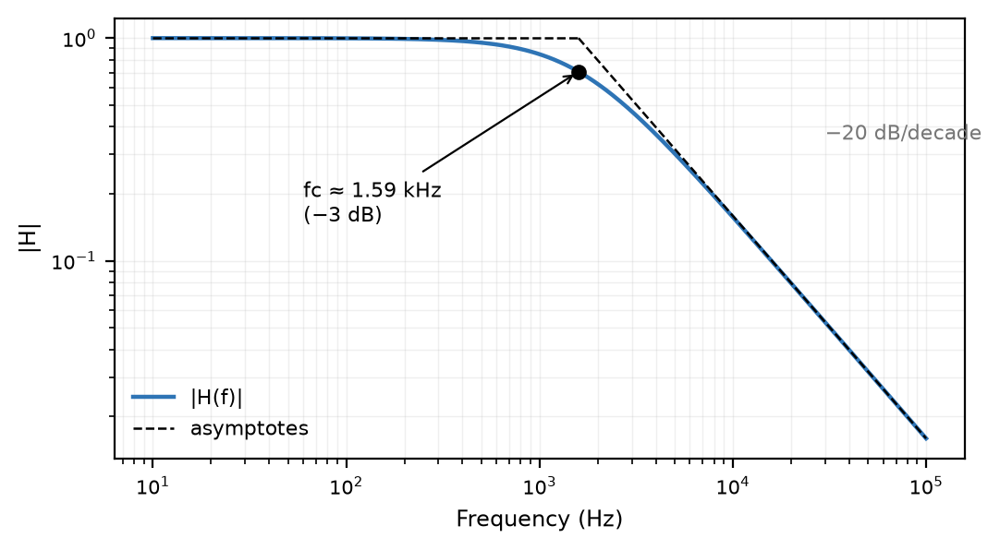 10⁰
−20 dB/decade
fc ≈ 1.59 kHz
(−3 dB)
|H|
10⁻¹
|H(f)|
asymptotes
10¹ 10² 10³ 10⁴ 10⁵
Frequency (Hz)